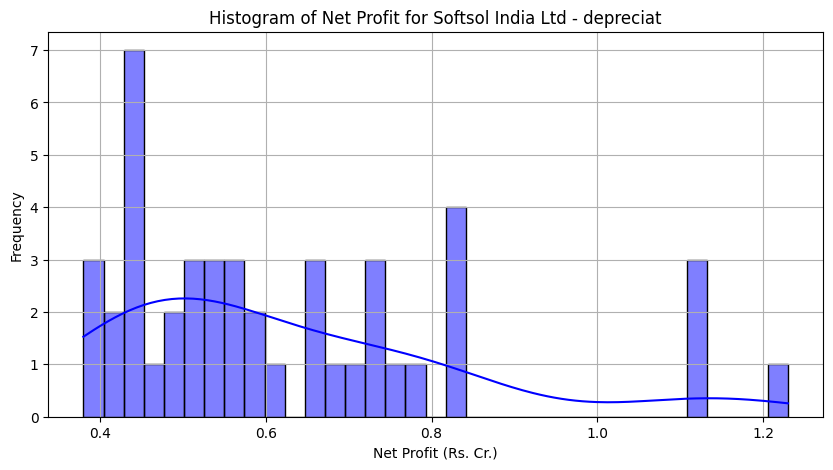 Histogram of Net Profit for Softsol India Ltd - depreciat
7
6
5
4
3
2
1
0
Frequency
0.4 0.6 0.8 1.0 1.2
Net Profit (Rs. Cr.)